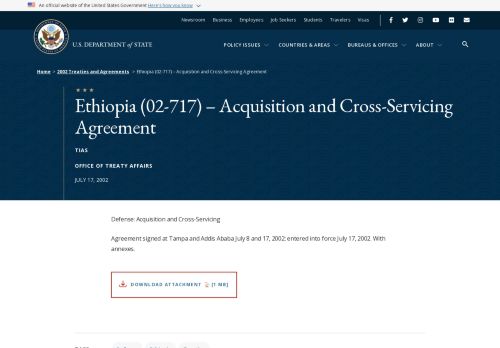 An official website of the United States Government Here's how you know
Newsroom Business Employees Job Seekers Students Travelers Visas
U.S. DEPARTMENT of STATE
POLICY ISSUES COUNTRIES & AREAS BUREAUS & OFFICES ABOUT
Home > 2002 Treaties and Agreements > Ethiopia (02-717) – Acquisition and Cross-Servicing Agreement
Ethiopia (02-717) – Acquisition and Cross-Servicing
Agreement
TIAS
OFFICE OF TREATY AFFAIRS
JULY 17, 2002
Defense: Acquisition and Cross-Servicing
Agreement signed at Tampa and Addis Ababa July 8 and 17, 2002; entered into force July 17, 2002. With
annexes.
DOWNLOAD ATTACHMENT [1 MB]